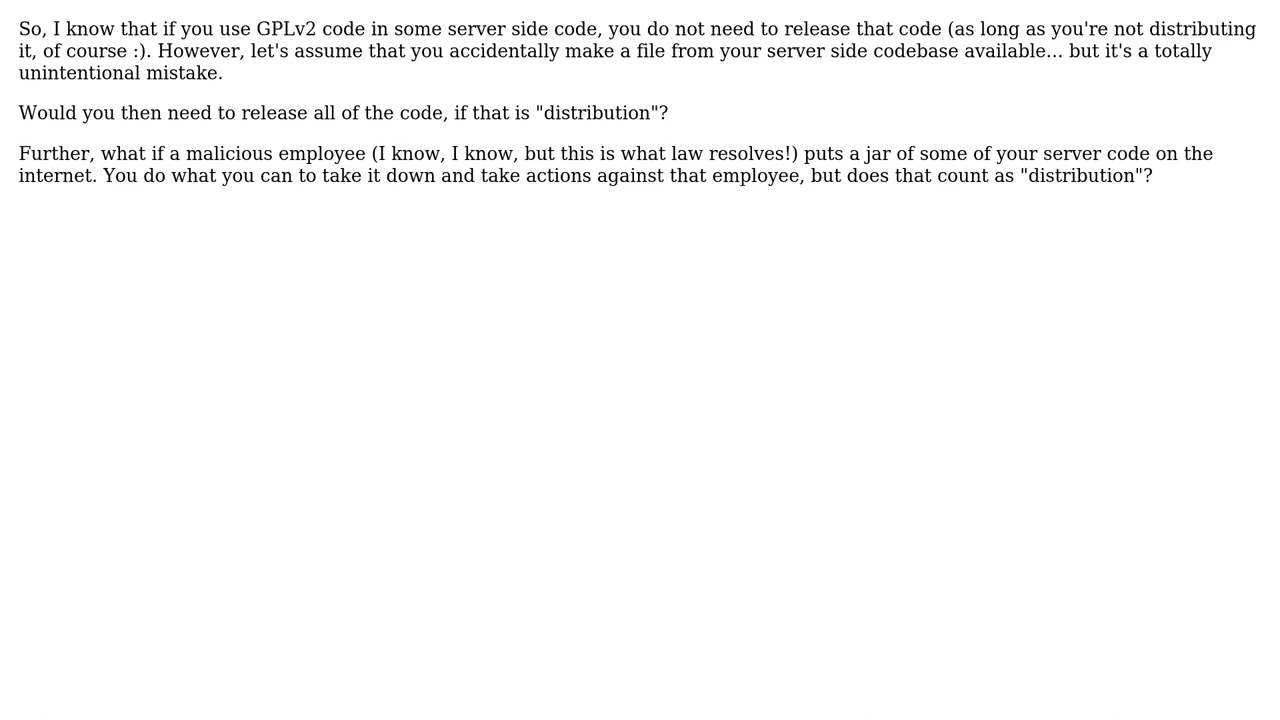 So, I know that if you use GPLv2 code in some server side code, you do not need to release that code (as long as you're not distributing
it, of course :). However, let's assume that you accidentally make a file from your server side codebase available... but it's a totally
unintentional mistake.
Would you then need to release all of the code, if that is "distribution"?
Further, what if a malicious employee (I know, I know, but this is what law resolves!) puts a jar of some of your server code on the
internet. You do what you can to take it down and take actions against that employee, but does that count as "distribution"?